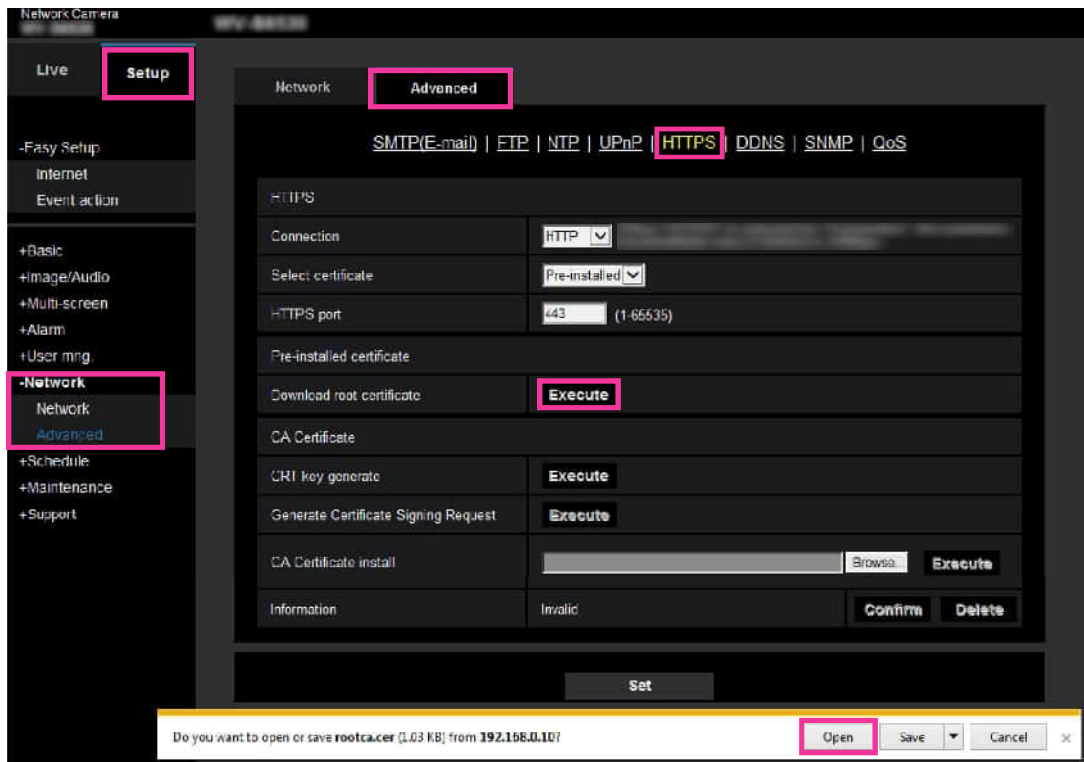 Network Camera
Live
Setup
-Easy Setup
Internet
Event action
+Basic
+Image/Audio
+Multi-screen
+Alarm
+User mng.
-Network
Network
Advanced
+Schedule
+Maintenance
+Support
Network
Advanced
SMTP(E-mail) | FTP | NTP | UPnP | HTTPS | DDNS | SNMP | QoS
HTTPS
Connection HTTP
Select certificate Pre-installed
HTTPS port 443 (1-65535)
Pre-installed certificate
Download root certificate Execute
CA Certificate
CRT key generate Execute
Generate Certificate Signing Request Execute
CA Certificate install Browse... Execute
Information Invalid Confirm Delete
Set
Do you want to open or save rootca.cer (1.03 KB) from 192.168.0.10? Open Save Cancel